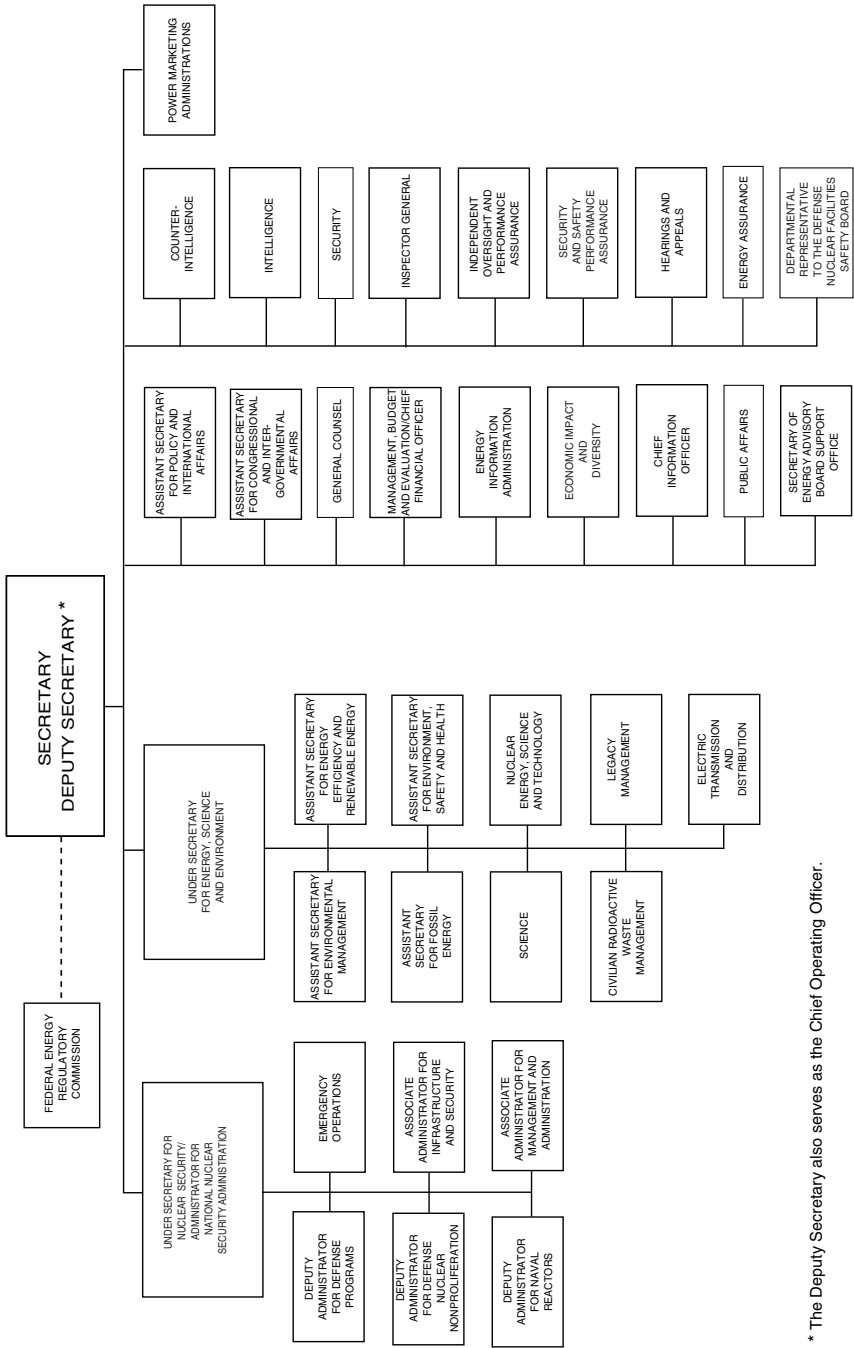 SECRETARY
DEPUTY SECRETARY *
FEDERAL ENERGY
REGULATORY
COMMISSION
UNDER SECRETARY FOR
NUCLEAR SECURITY/
ADMINISTRATOR FOR
NATIONAL NUCLEAR
SECURITY ADMINISTRATION
DEPUTY
ADMINISTRATOR
FOR DEFENSE
PROGRAMS
EMERGENCY
OPERATIONS
DEPUTY
ADMINISTRATOR
FOR DEFENSE
NUCLEAR
NONPROLIFERATION
ASSOCIATE
ADMINISTRATOR FOR
INFRASTRUCTURE
AND SECURITY
DEPUTY
ADMINISTRATOR
FOR NAVAL
REACTORS
ASSOCIATE
ADMINISTRATOR FOR
MANAGEMENT AND
ADMINISTRATION
UNDER SECRETARY
FOR ENERGY, SCIENCE
AND ENVIRONMENT
ASSISTANT SECRETARY
FOR ENVIRONMENTAL
MANAGEMENT
ASSISTANT SECRETARY
FOR ENERGY
EFFICIENCY AND
RENEWABLE ENERGY
ASSISTANT
SECRETARY
FOR FOSSIL
ENERGY
ASSISTANT SECRETARY
FOR ENVIRONMENT,
SAFETY AND HEALTH
SCIENCE
NUCLEAR
ENERGY, SCIENCE
AND TECHNOLOGY
CIVILIAN RADIOACTIVE
WASTE
MANAGEMENT
LEGACY
MANAGEMENT
ELECTRIC
TRANSMISSION
AND
DISTRIBUTION
ASSISTANT SECRETARY
FOR POLICY AND
INTERNATIONAL
AFFAIRS
ASSISTANT SECRETARY
FOR CONGRESSIONAL
AND INTER-
GOVERNMENTAL
AFFAIRS
GENERAL COUNSEL
MANAGEMENT, BUDGET
AND EVALUATION/CHIEF
FINANCIAL OFFICER
ENERGY
INFORMATION
ADMINISTRATION
ECONOMIC IMPACT
AND
DIVERSITY
CHIEF
INFORMATION
OFFICER
PUBLIC AFFAIRS
SECRETARY OF
ENERGY ADVISORY
BOARD SUPPORT
OFFICE
COUNTER-
INTELLIGENCE
INTELLIGENCE
SECURITY
INSPECTOR GENERAL
INDEPENDENT
OVERSIGHT AND
PERFORMANCE
ASSURANCE
SECURITY
AND SAFETY
PERFORMANCE
ASSURANCE
HEARINGS AND
APPEALS
ENERGY ASSURANCE
DEPARTMENTAL
REPRESENTATIVE
TO THE DEFENSE
NUCLEAR FACILITIES
SAFETY BOARD
POWER MARKETING
ADMINISTRATIONS
* The Deputy Secretary also serves as the Chief Operating Officer.